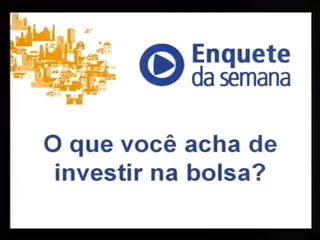 Enquete
da semana
O que você acha de
investir na bolsa?